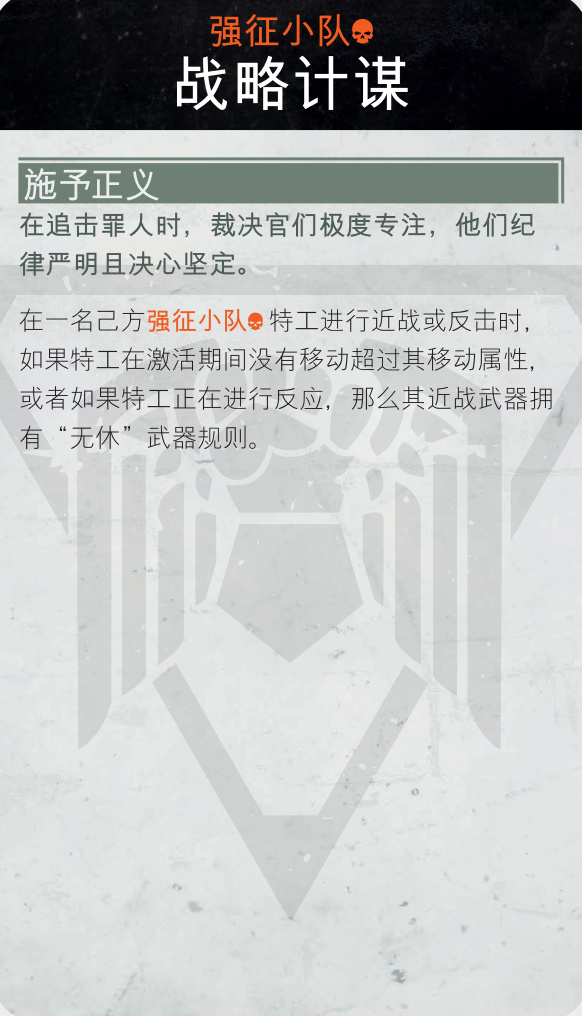 强征小队
战略计谋
施予正义
在追击罪人时，裁决官们极度专注，他们纪
律严明且决心坚定。
在一名己方强征小队特工进行近战或反击时，
如果特工在激活期间没有移动超过其移动属性，
或者如果特工正在进行反应，那么其近战武器拥
有“无休”武器规则。